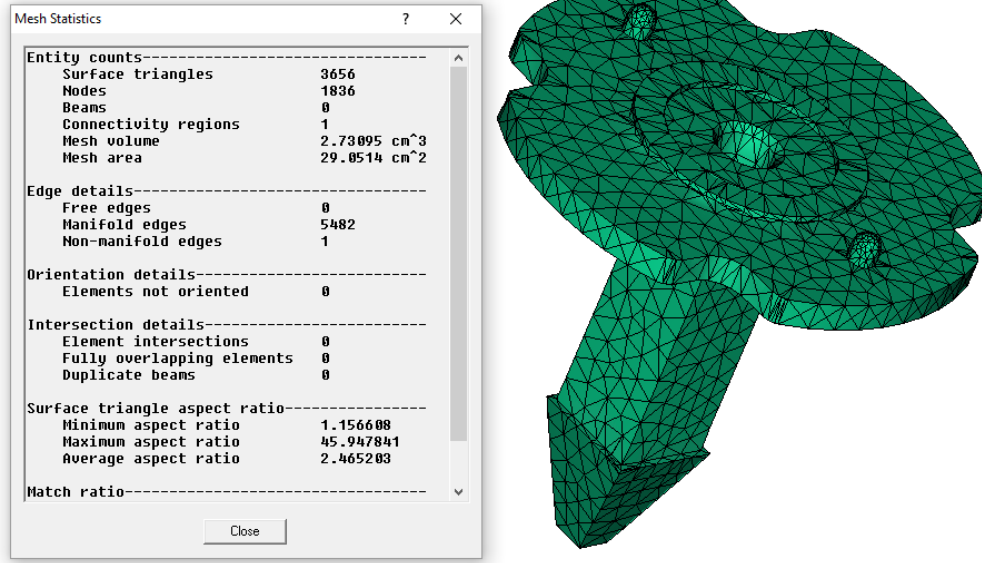 Mesh Statistics ? X
Entity counts----------------------------------
Surface triangles 3656
Nodes 1836
Beams 0
Connectivity regions 1
Mesh volume 2.73095 cm^3
Mesh area 29.0514 cm^2
Edge details-----------------------------------
Free edges 0
Manifold edges 5482
Non-manifold edges 1
Orientation details----------------------------
Elements not oriented 0
Intersection details---------------------------
Element intersections 0
Fully overlapping elements 0
Duplicate beams 0
Surface triangle aspect ratio-----------------
Minimum aspect ratio 1.156608
Maximum aspect ratio 45.947841
Average aspect ratio 2.465203
Match ratio------------------------------------
Close